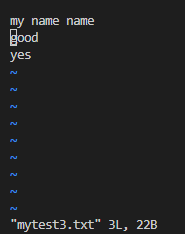 my name name
good
yes
~
~
~
~
~
~
~
~
~
"mytest3.txt" 3L, 22B